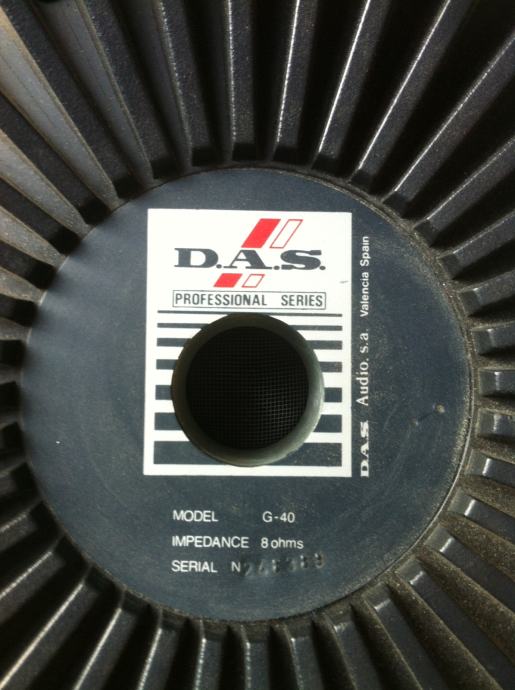 D.A.S.
PROFESSIONAL SERIES
D.A.S. Audio, s.a. Valencia Spain
MODEL G-40
IMPEDANCE 8 ohms
SERIAL N